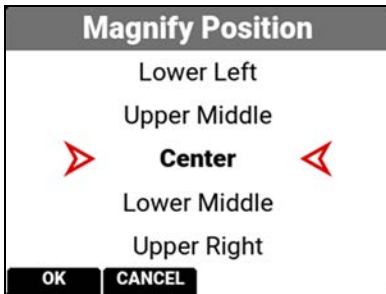 Magnify Position
Lower Left
Upper Middle
Center
Lower Middle
Upper Right
OK CANCEL